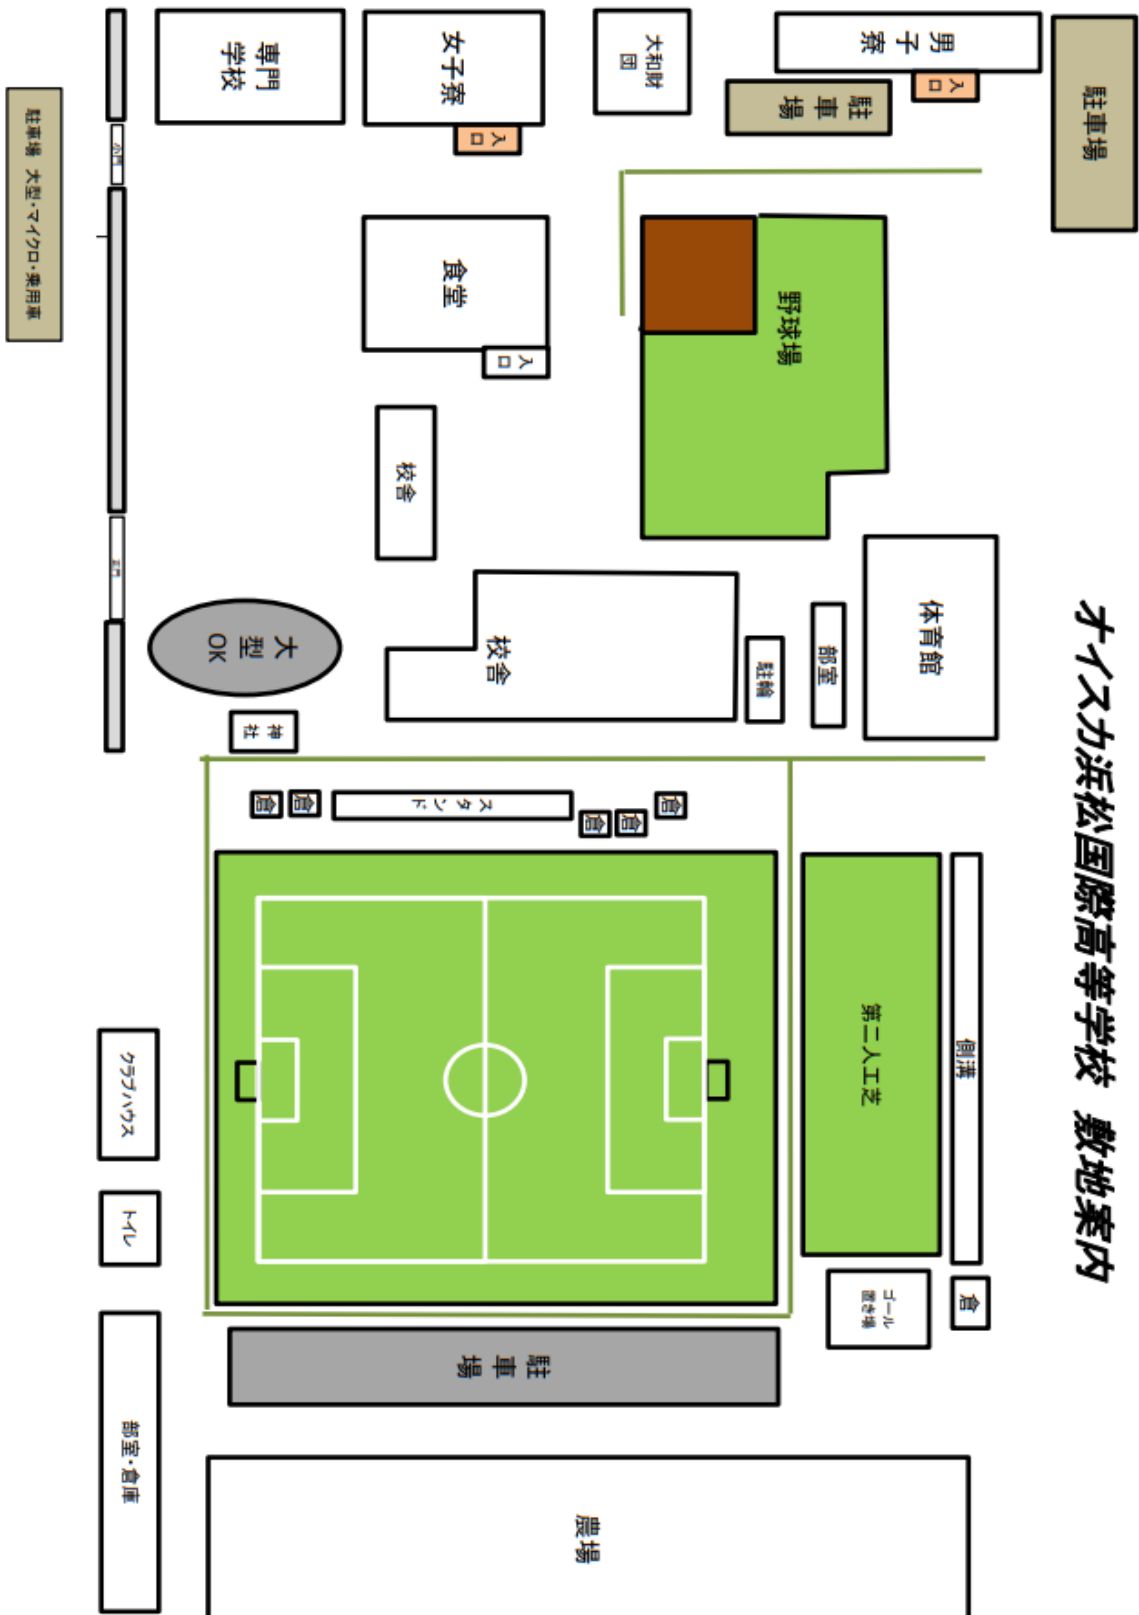 オイスカ浜松国際高等学校 敷地案内
駐車場
男子寮
入口
駐車場
大和財団
女子寮
入口
専門
学校
小門
駐車場 大型・マイクロ・乗用車
食堂
入口
野球場
校舎
正門
体育館
部室
駐輪
校舎
大型
OK
神社
倉
倉
スタンド
倉
倉
倉
側溝
第二人工芝
倉
ゴール
置き場
クラブハウス
トイレ
部室・倉庫
駐車場
農場